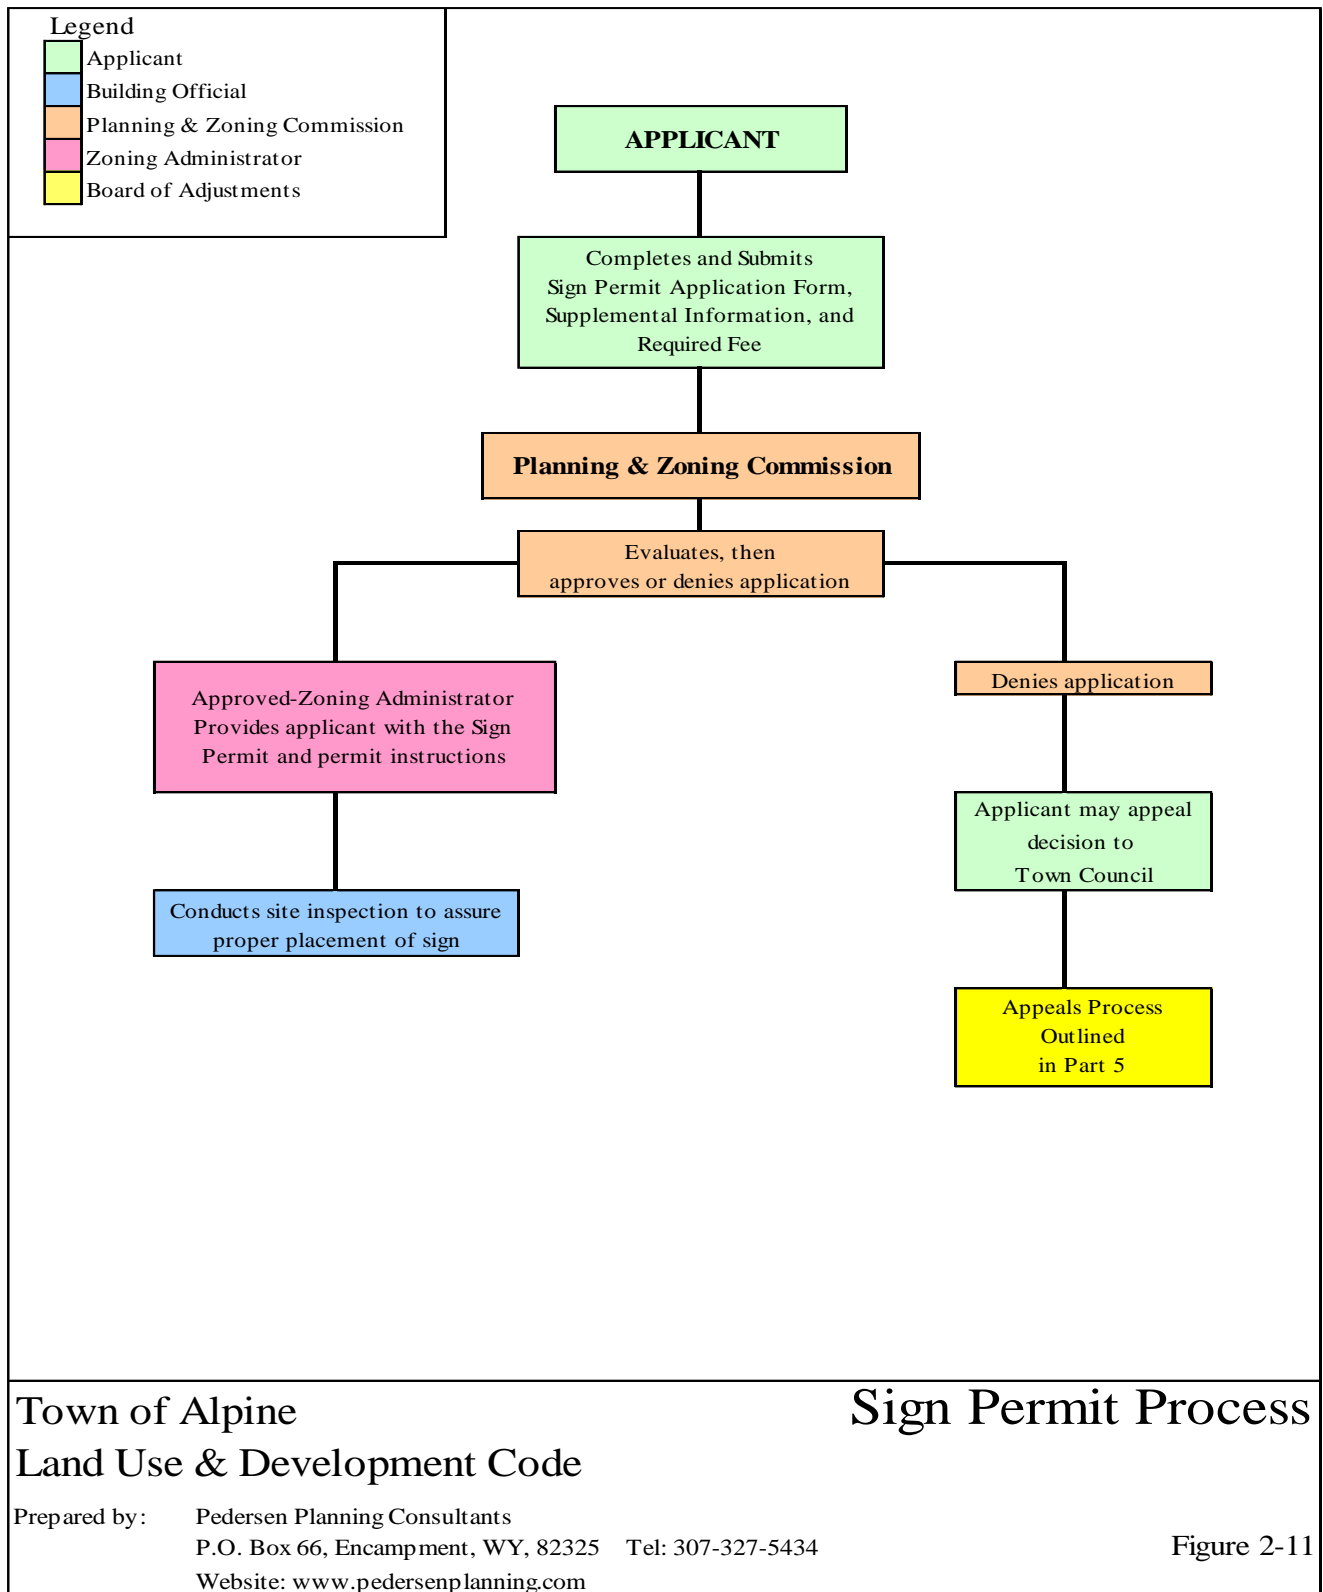 Legend
Applicant
Building Official
Planning & Zoning Commission
Zoning Administrator
Board of Adjustments
APPLICANT
Completes and Submits
Sign Permit Application Form,
Supplemental Information, and
Required Fee
Planning & Zoning Commission
Evaluates, then
approves or denies application
Approved-Zoning Administrator
Provides applicant with the Sign
Permit and permit instructions
Denies application
Applicant may appeal
decision to
Town Council
Conducts site inspection to assure
proper placement of sign
Appeals Process
Outlined
in Part 5
Town of Alpine
Land Use & Development Code
Sign Permit Process
Prepared by: Pedersen Planning Consultants
P.O. Box 66, Encampment, WY, 82325 Tel: 307-327-5434
Website: www.pedersenplanning.com
Figure 2-11